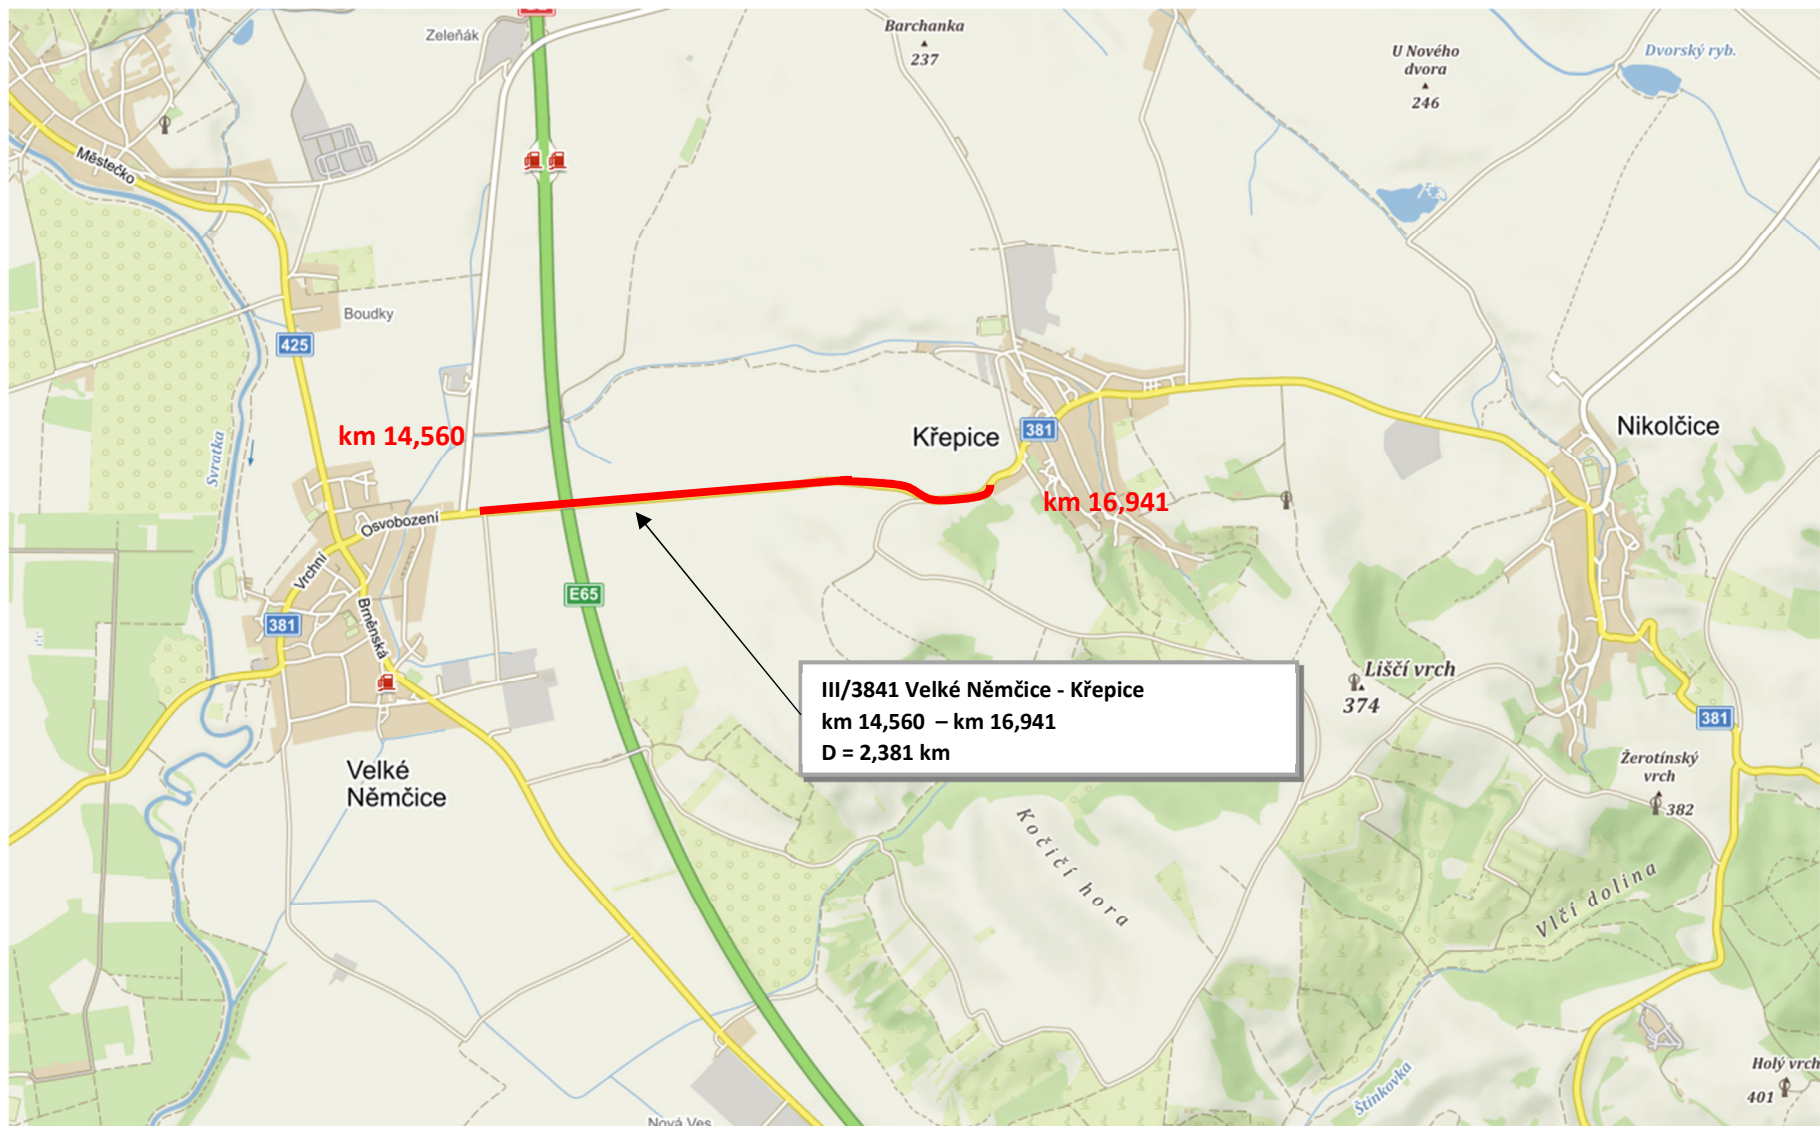 Zeleňák
Barchanka
237
U Nového
dvora
246
Dvorský ryb.
Městečko
Boudky
425
Svratka
km 14,560
Křepice
381
Nikolčice
km 16,941
Osvobození
Vrchní
Brněnská
381
E65
III/3841 Velké Němčice - Křepice
km 14,560 – km 16,941
D = 2,381 km
Liščí vrch
374
381
Žerotínský
vrch
382
Velké
Němčice
Kočičí hora
Vlčí dolina
Štinkovka
Holý vrch
401
Nová Ves